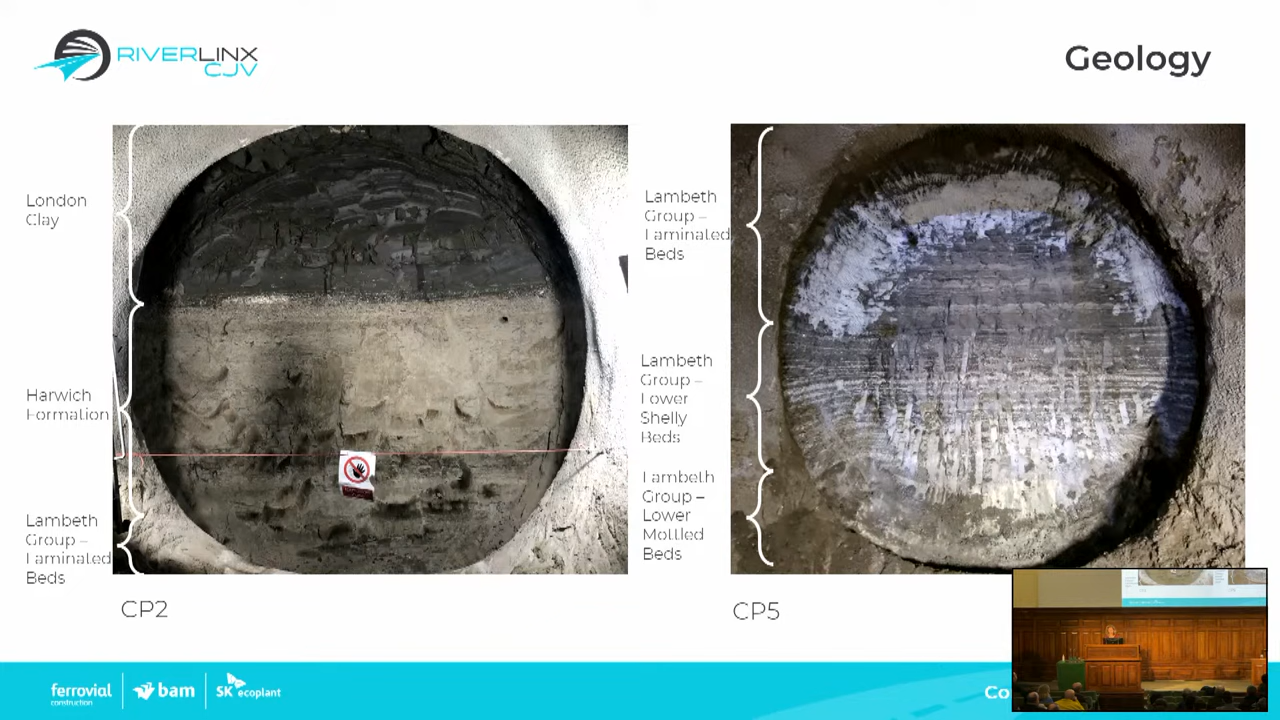 RIVERLINX
CJV
Geology
London
Clay
Harwich
Formation
Lambeth
Group –
Laminated
Beds
CP2
Lambeth
Group –
Laminated
Beds
Lambeth
Group –
Lower
Shelly
Beds
Lambeth
Group –
Lower
Mottled
Beds
CP5
ferrovial
construction
bam
SK ecoplant
Co